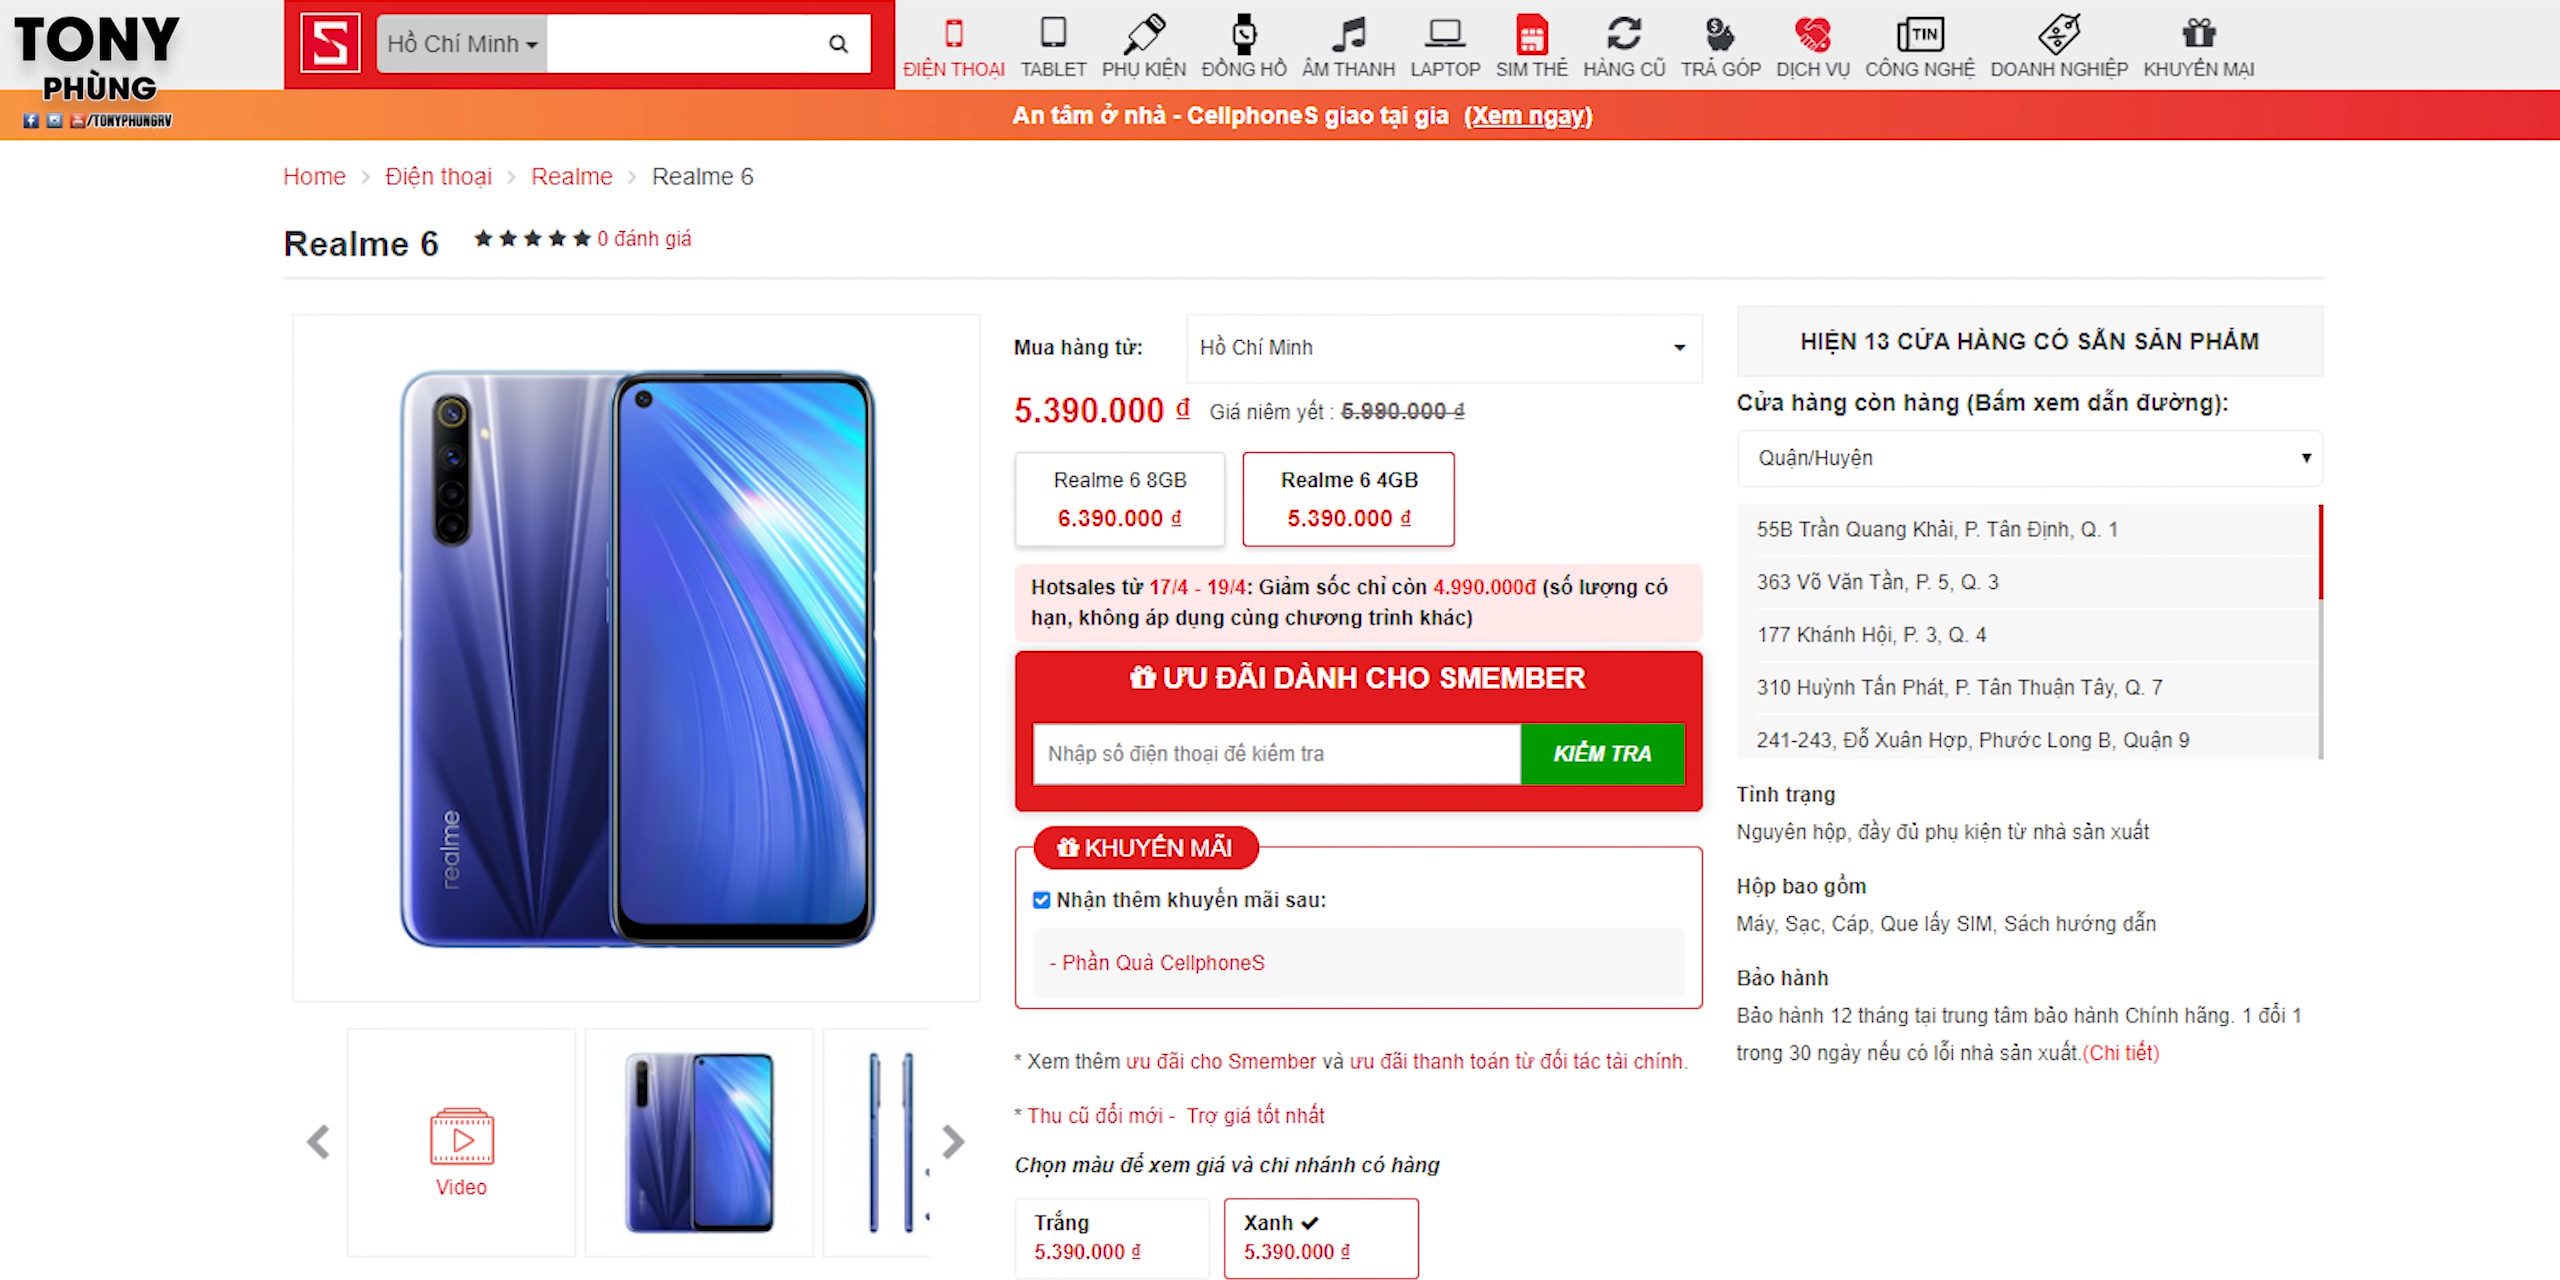 TONY
PHÙNG
/TONYPHUNGRV
Hồ Chí Minh
ĐIỆN THOẠI
TABLET
PHỤ KIỆN
ĐỒNG HỒ
ÂM THANH
LAPTOP
SIM THẺ
HÀNG CŨ
TRẢ GÓP
DỊCH VỤ
TIN
CÔNG NGHỆ
DOANH NGHIỆP
KHUYẾN MẠI
An tâm ở nhà - CellphoneS giao tại gia (Xem ngay)
Home > Điện thoại > Realme > Realme 6
Realme 6
0 đánh giá
realme
Video
Mua hàng từ:
Hồ Chí Minh
5.390.000 đ Giá niêm yết : 5.990.000 đ
Realme 6 8GB
6.390.000 đ
Realme 6 4GB
5.390.000 đ
Hotsales từ 17/4 - 19/4: Giảm sốc chỉ còn 4.990.000đ (số lượng có
hạn, không áp dụng cùng chương trình khác)
ƯU ĐÃI DÀNH CHO SMEMBER
Nhập số điện thoại để kiểm tra
KIỂM TRA
KHUYẾN MÃI
Nhận thêm khuyến mãi sau:
- Phần Quà CellphoneS
* Xem thêm ưu đãi cho Smember và ưu đãi thanh toán từ đối tác tài chính.
* Thu cũ đổi mới - Trợ giá tốt nhất
Chọn màu để xem giá và chi nhánh có hàng
Trắng
5.390.000 đ
Xanh
5.390.000 đ
HIỆN 13 CỬA HÀNG CÓ SẴN SẢN PHẨM
Cửa hàng còn hàng (Bấm xem dẫn đường):
Quận/Huyện
55B Trần Quang Khải, P. Tân Định, Q. 1
363 Võ Văn Tần, P. 5, Q. 3
177 Khánh Hội, P. 3, Q. 4
310 Huỳnh Tấn Phát, P. Tân Thuận Tây, Q. 7
241-243, Đỗ Xuân Hợp, Phước Long B, Quận 9
Tình trạng
Nguyên hộp, đầy đủ phụ kiện từ nhà sản xuất
Hộp bao gồm
Máy, Sạc, Cáp, Que lấy SIM, Sách hướng dẫn
Bảo hành
Bảo hành 12 tháng tại trung tâm bảo hành Chính hãng. 1 đổi 1
trong 30 ngày nếu có lỗi nhà sản xuất.(Chi tiết)